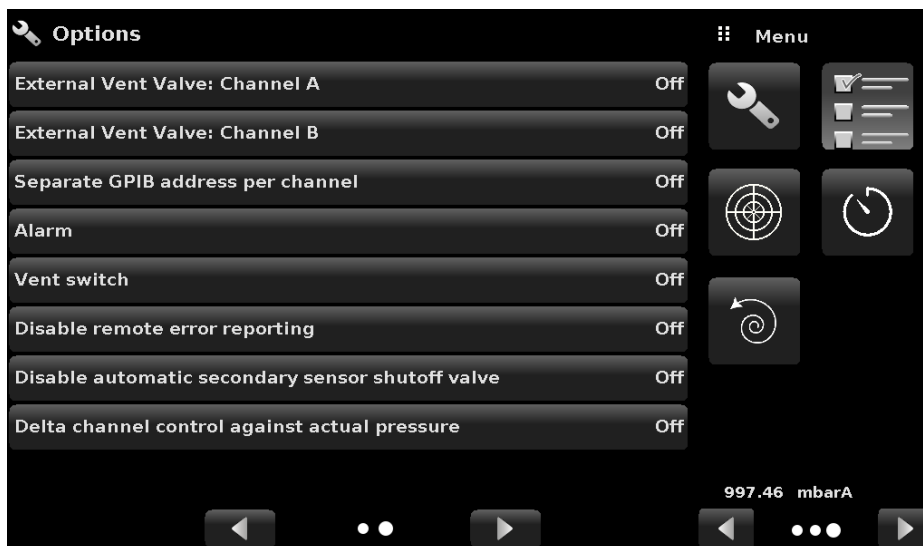 Options
External Vent Valve: Channel A Off
External Vent Valve: Channel B Off
Separate GPIB address per channel Off
Alarm Off
Vent switch Off
Disable remote error reporting Off
Disable automatic secondary sensor shutoff valve Off
Delta channel control against actual pressure Off
Menu
997.46 mbarA